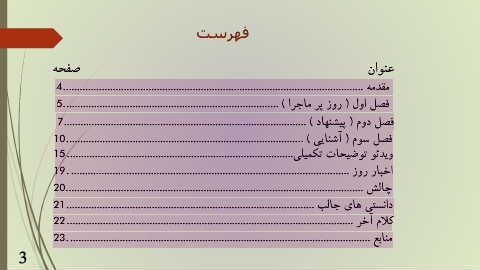 فهرست
عنوان صفحه
مقدمه ........................ 4
فصل اول ( روز پر ماجرا ) ........................ 5
فصل دوم ( پیشنهاد ) ........................ 7
فصل سوم ( آشنایی ) ........................ 10
ویدئو توضیحات تکمیلی ........................ 15
اخبار روز ........................ 19
چالش ........................ 20
دانستی های جالب ........................ 21
کلام آخر ........................ 22
منابع ........................ 23
3